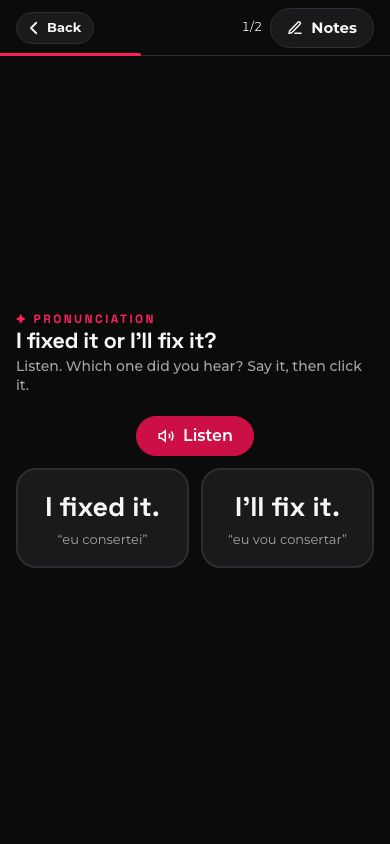 Back
1/2
Notes
PRONUNCIATION
I fixed it or I'll fix it?
Listen. Which one did you hear? Say it, then click
it.
Listen
I fixed it.
I'll fix it.
“eu consertei”
“eu vou consertar”